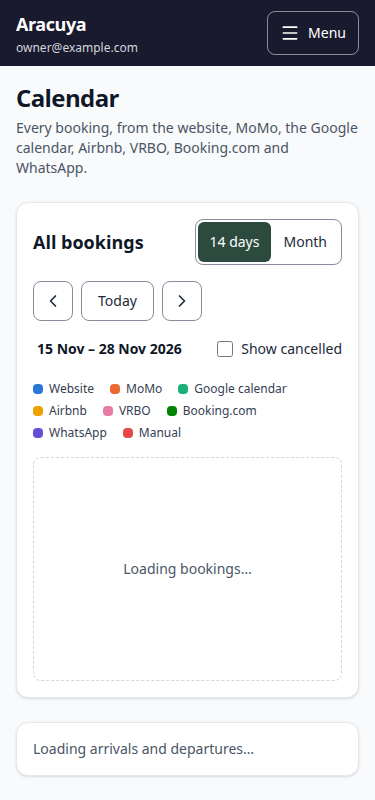 Aracuya
owner@example.com
Menu
Calendar
Every booking, from the website, MoMo, the Google
calendar, Airbnb, VRBO, Booking.com and
WhatsApp.
All bookings
14 days
Month
Today
15 Nov – 28 Nov 2026
Show cancelled
Website
MoMo
Google calendar
Airbnb
VRBO
Booking.com
WhatsApp
Manual
Loading bookings...
Loading arrivals and departures...